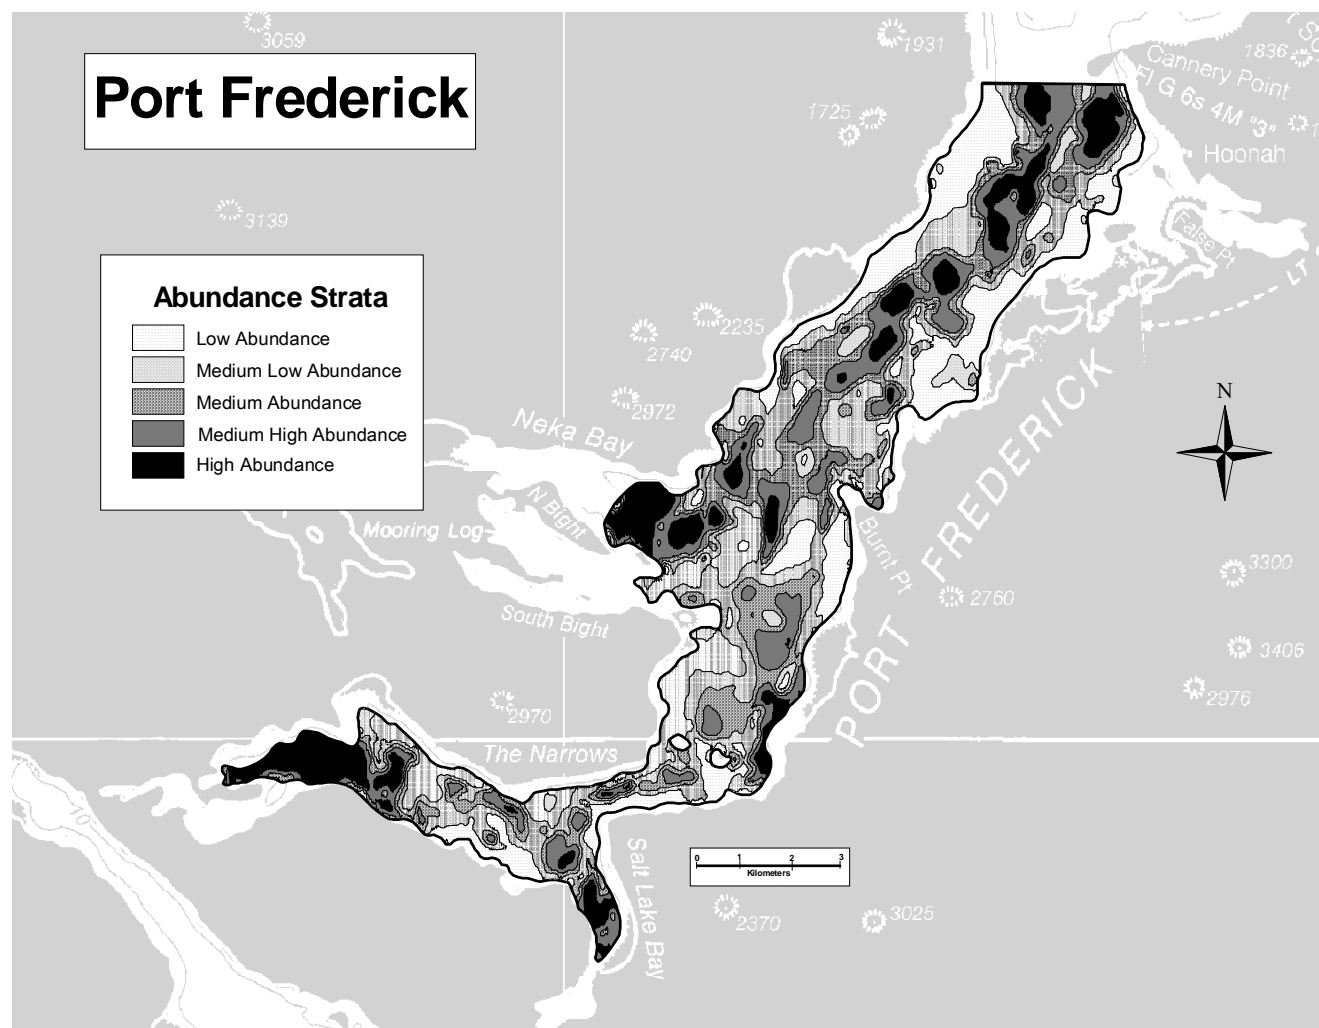 3059
1931
1836
Cannery Point
Fl G 6s 4M "3"
Port Frederick
1725
Hoonah
3139
False Pt
LT
Abundance Strata
Low Abundance
Medium Low Abundance
Medium Abundance
Medium High Abundance
High Abundance
2235
2740
2972
Neka Bay
N
N Bight
Mooring Log
South Bight
Burnt Pt
PORT FREDERICK
3300
2760
3406
2976
2970
The Narrows
Salt Lake Bay
0 1 2 3
Kilometers
2370
3025